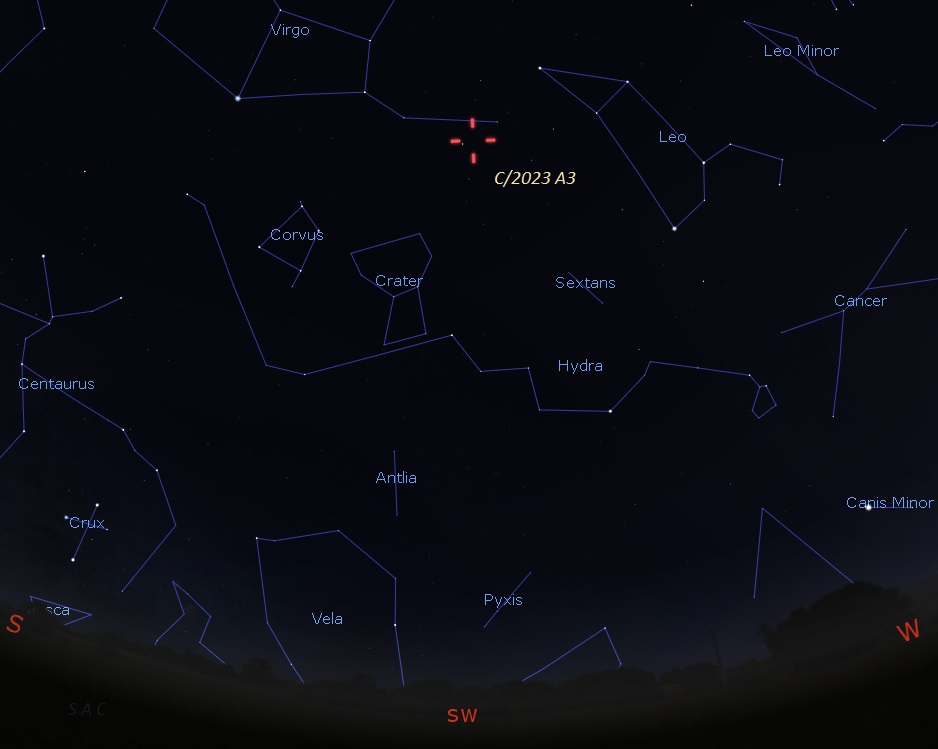 Virgo
Leo Minor
Leo
C/2023 A3
Corvus
Crater
Sextans
Cancer
Hydra
Centaurus
Antlia
Canis Minor
Crux
Pyxis
sca
Vela
S
W
SAC
SW